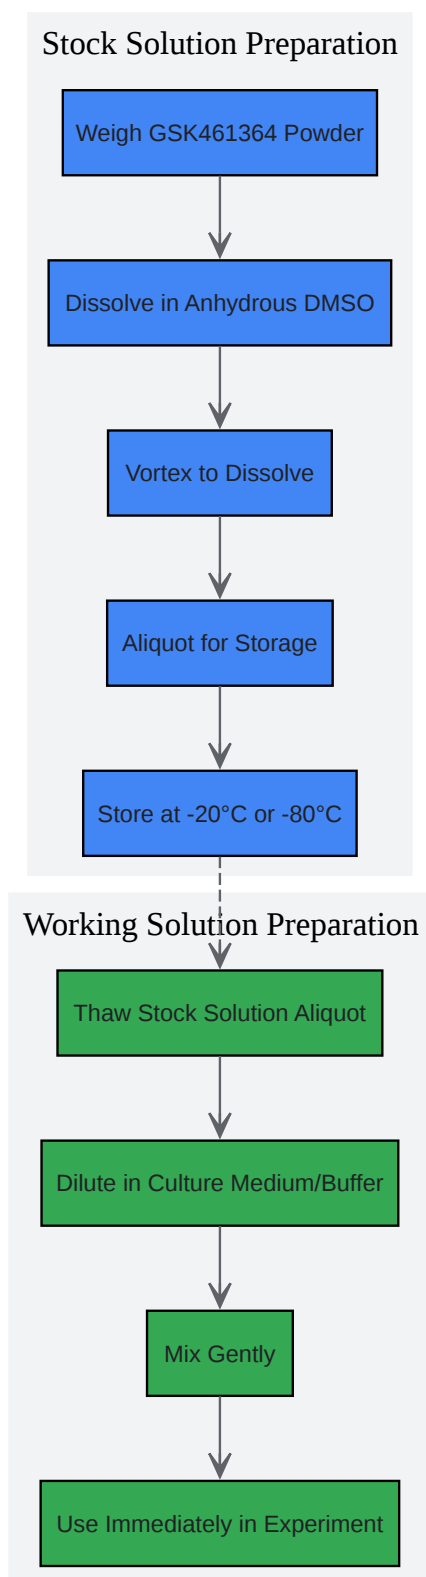 Stock Solution Preparation
Weigh GSK461364 Powder
Dissolve in Anhydrous DMSO
Vortex to Dissolve
Aliquot for Storage
Store at -20°C or -80°C
Working Solution Preparation
Thaw Stock Solution Aliquot
Dilute in Culture Medium/Buffer
Mix Gently
Use Immediately in Experiment